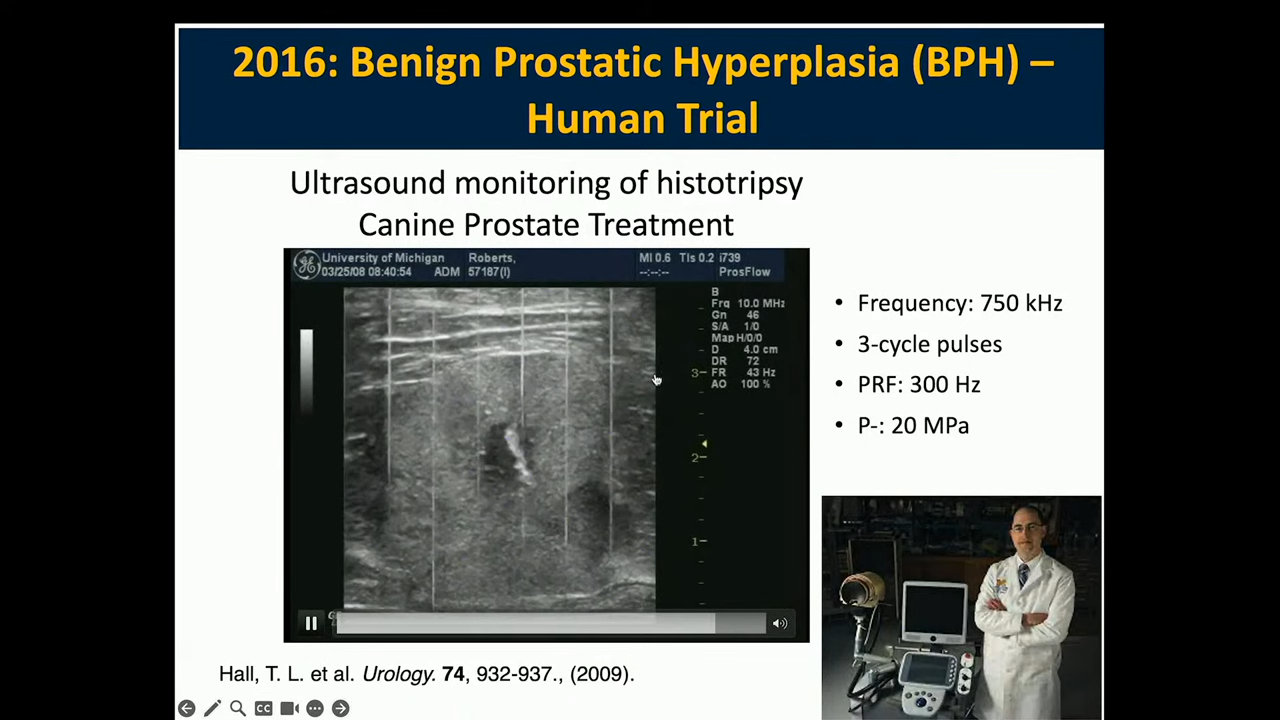 2016: Benign Prostatic Hyperplasia (BPH) –
Human Trial
Ultrasound monitoring of histotripsy
Canine Prostate Treatment
University of Michigan
Roberts,
MI 0.6 TIs 0.2 i739
03/25/08 08:40:54 ADM
57187(I)
--:--:--
ProsFlow
B
Frq 10.0 MHz
Gn 46
S/A 1/0
Map H/0/0
D 4.0 cm
DR 72
FR 43 Hz
AO 100 %
3
2
1
• Frequency: 750 kHz
• 3-cycle pulses
• PRF: 300 Hz
• P-: 20 MPa
Hall, T. L. et al. Urology. 74, 932-937., (2009).
CC